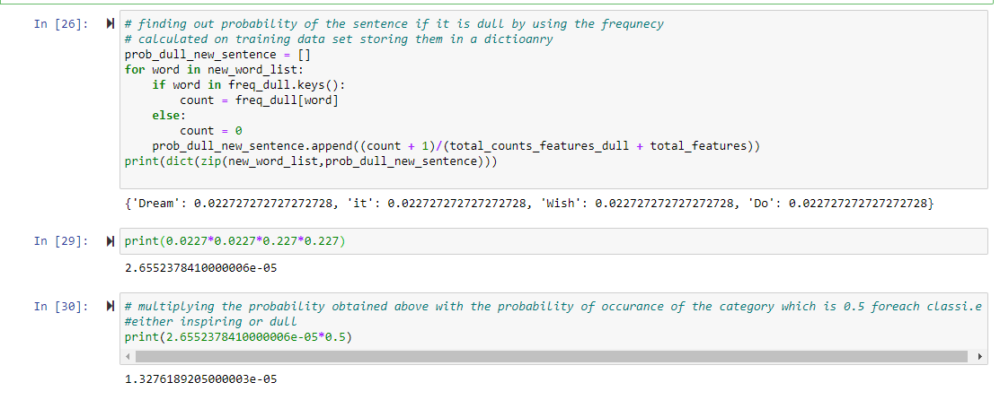 In [26]:
# finding out probability of the sentence if it is dull by using the frequnecy
# calculated on training data set storing them in a dictioanry
prob_dull_new_sentence = []
for word in new_word_list:
    if word in freq_dull.keys():
        count = freq_dull[word]
    else:
        count = 0
    prob_dull_new_sentence.append((count + 1)/(total_counts_features_dull + total_features))
print(dict(zip(new_word_list,prob_dull_new_sentence)))
{'Dream': 0.022727272727272728, 'it': 0.022727272727272728, 'Wish': 0.022727272727272728, 'Do': 0.022727272727272728}
In [29]:
print(0.0227*0.0227*0.227*0.227)
2.6552378410000006e-05
In [30]:
# multiplying the probability obtained above with the probability of occurance of the category which is 0.5 foreach classi.e
#either inspiring or dull
print(2.6552378410000006e-05*0.5)
1.3276189205000003e-05